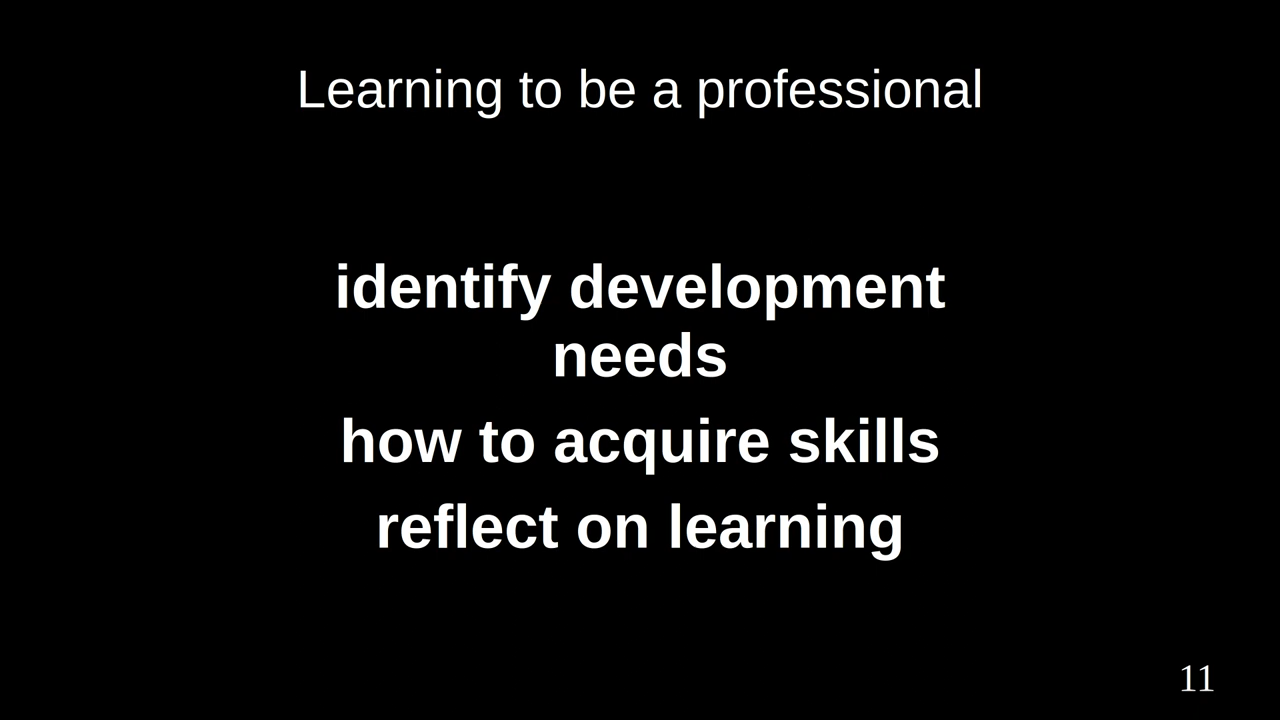 Learning to be a professional
identify development
needs
how to acquire skills
reflect on learning
11